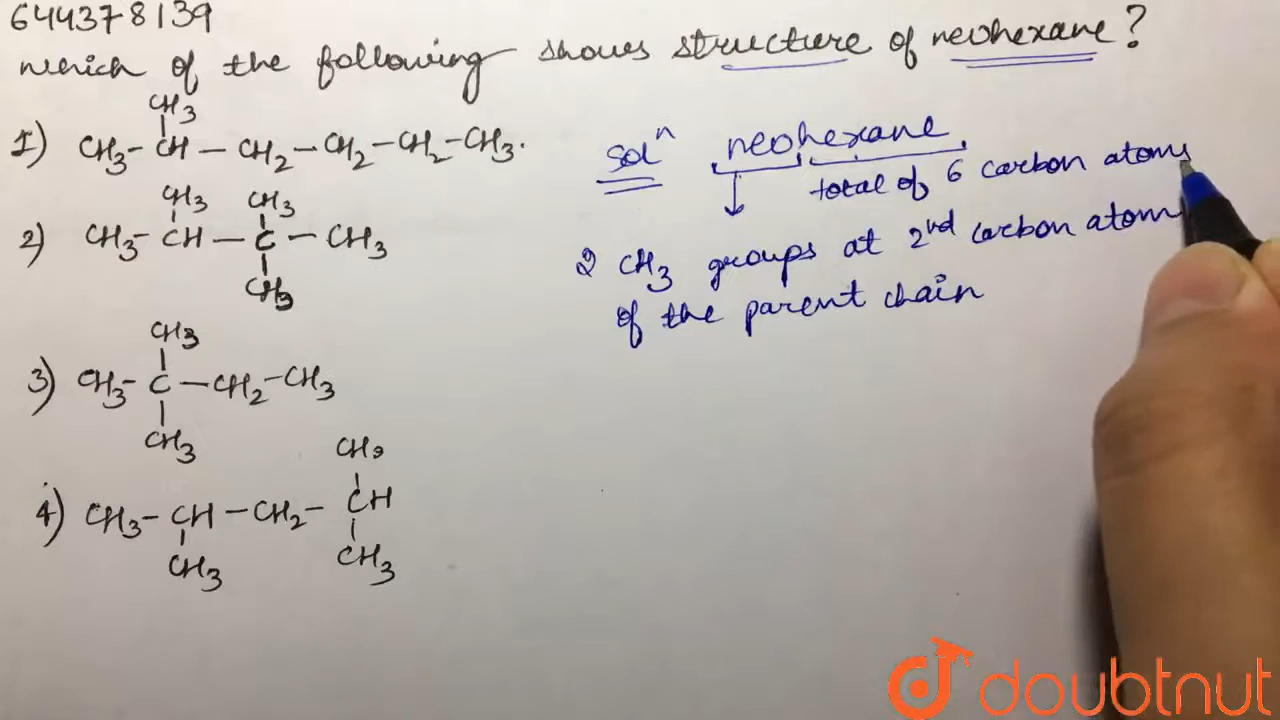 644378139
Which of the following shows structure of neohexane?
1) CH3-CH-CH2-CH2-CH2-CH3.
CH3
2) CH3-CH-C-CH3
CH3 CH3
CH3
3) CH3-C-CH2-CH3
CH3
CH3
4) CH3-CH-CH2-CH
CH3
CH3
CH3
Solⁿ neohexane
total of 6 carbon atoms
2 CH3 groups at 2nd carbon atom
of the parent chain
doubtnut